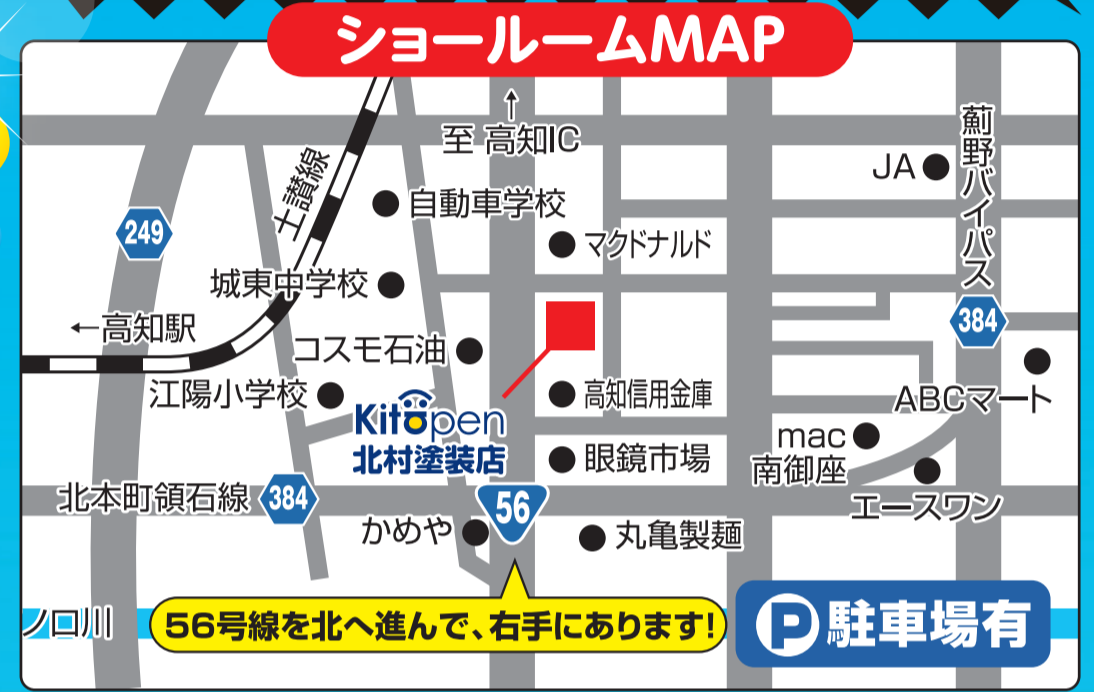 ショールームMAP
↑
至 高知IC
薊野バイパス
JA
土讃線
自動車学校
249
マクドナルド
城東中学校
←高知駅
384
コスモ石油
江陽小学校
高知信用金庫
ABCマート
Kitapen
北村塗装店
mac
南御座
眼鏡市場
北本町領石線
384
56
エースワン
かめや
丸亀製麺
ノ口川
56号線を北へ進んで、右手にあります!
P駐車場有